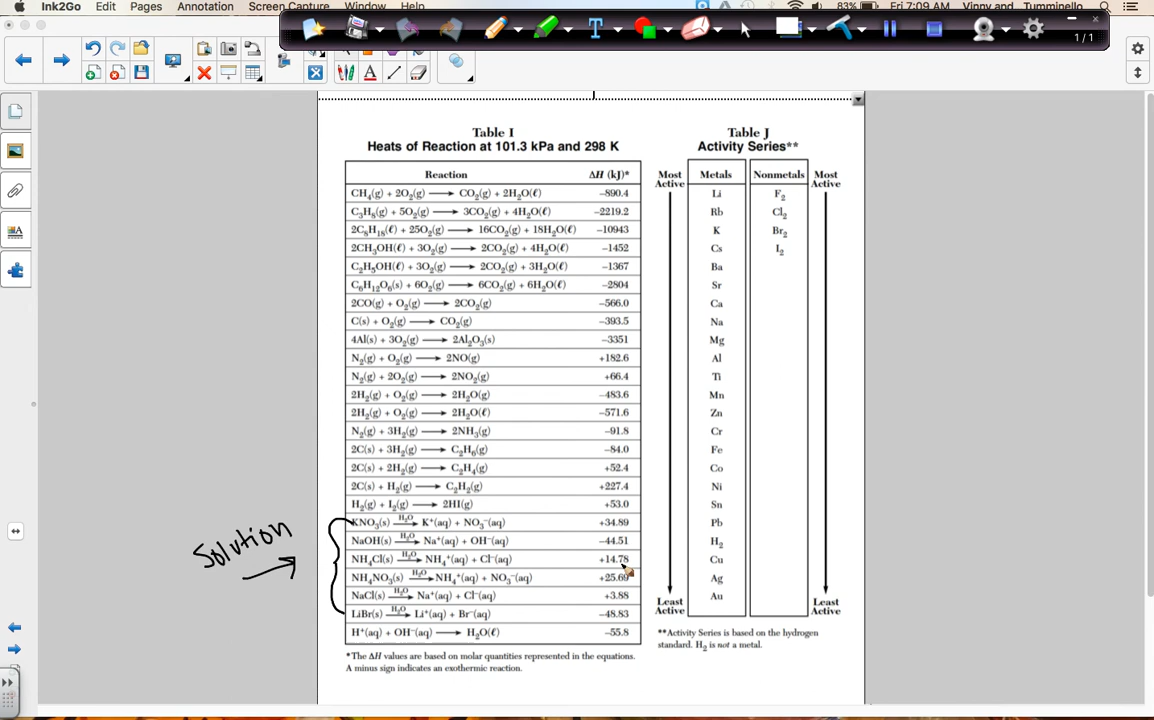 Ink2Go Edit Pages Annotation Screen Capture Window Help 83% Fri 7:09 AM Vinny and Tumminello
1/1
Table I
Heats of Reaction at 101.3 kPa and 298 K
Reaction ΔH (kJ)*
CH₄(g) + 2O₂(g) ⟶ CO₂(g) + 2H₂O(ℓ) –890.4
C₃H₈(g) + 5O₂(g) ⟶ 3CO₂(g) + 4H₂O(ℓ) –2219.2
2C₈H₁₈(ℓ) + 25O₂(g) ⟶ 16CO₂(g) + 18H₂O(ℓ) –10943
2CH₃OH(ℓ) + 3O₂(g) ⟶ 2CO₂(g) + 4H₂O(ℓ) –1452
C₂H₅OH(ℓ) + 3O₂(g) ⟶ 2CO₂(g) + 3H₂O(ℓ) –1367
C₆H₁₂O₆(s) + 6O₂(g) ⟶ 6CO₂(g) + 6H₂O(ℓ) –2804
2CO(g) + O₂(g) ⟶ 2CO₂(g) –566.0
C(s) + O₂(g) ⟶ CO₂(g) –393.5
4Al(s) + 3O₂(g) ⟶ 2Al₂O₃(s) –3351
N₂(g) + O₂(g) ⟶ 2NO(g) +182.6
N₂(g) + 2O₂(g) ⟶ 2NO₂(g) +66.4
2H₂(g) + O₂(g) ⟶ 2H₂O(g) –483.6
2H₂(g) + O₂(g) ⟶ 2H₂O(ℓ) –571.6
N₂(g) + 3H₂(g) ⟶ 2NH₃(g) –91.8
2C(s) + 3H₂(g) ⟶ C₂H₆(g) –84.0
2C(s) + 2H₂(g) ⟶ C₂H₄(g) +52.4
2C(s) + H₂(g) ⟶ C₂H₂(g) +227.4
H₂(g) + I₂(g) ⟶ 2HI(g) +53.0
KNO₃(s) H₂O⟶ K⁺(aq) + NO₃⁻(aq) +34.89
NaOH(s) H₂O⟶ Na⁺(aq) + OH⁻(aq) –44.51
NH₄Cl(s) H₂O⟶ NH₄⁺(aq) + Cl⁻(aq) +14.78
NH₄NO₃(s) H₂O⟶ NH₄⁺(aq) + NO₃⁻(aq) +25.69
NaCl(s) H₂O⟶ Na⁺(aq) + Cl⁻(aq) +3.88
LiBr(s) H₂O⟶ Li⁺(aq) + Br⁻(aq) –48.83
H⁺(aq) + OH⁻(aq) ⟶ H₂O(ℓ) –55.8
*The ΔH values are based on molar quantities represented in the equations.
A minus sign indicates an exothermic reaction.
Solution
Table J
Activity Series**
Most Active Metals Nonmetals Most Active
Li F₂
Rb Cl₂
K Br₂
Cs I₂
Ba
Sr
Ca
Na
Mg
Al
Ti
Mn
Zn
Cr
Fe
Co
Ni
Sn
Pb
H₂
Cu
Ag
Least Active Au Least Active
**Activity Series is based on the hydrogen
standard. H₂ is not a metal.